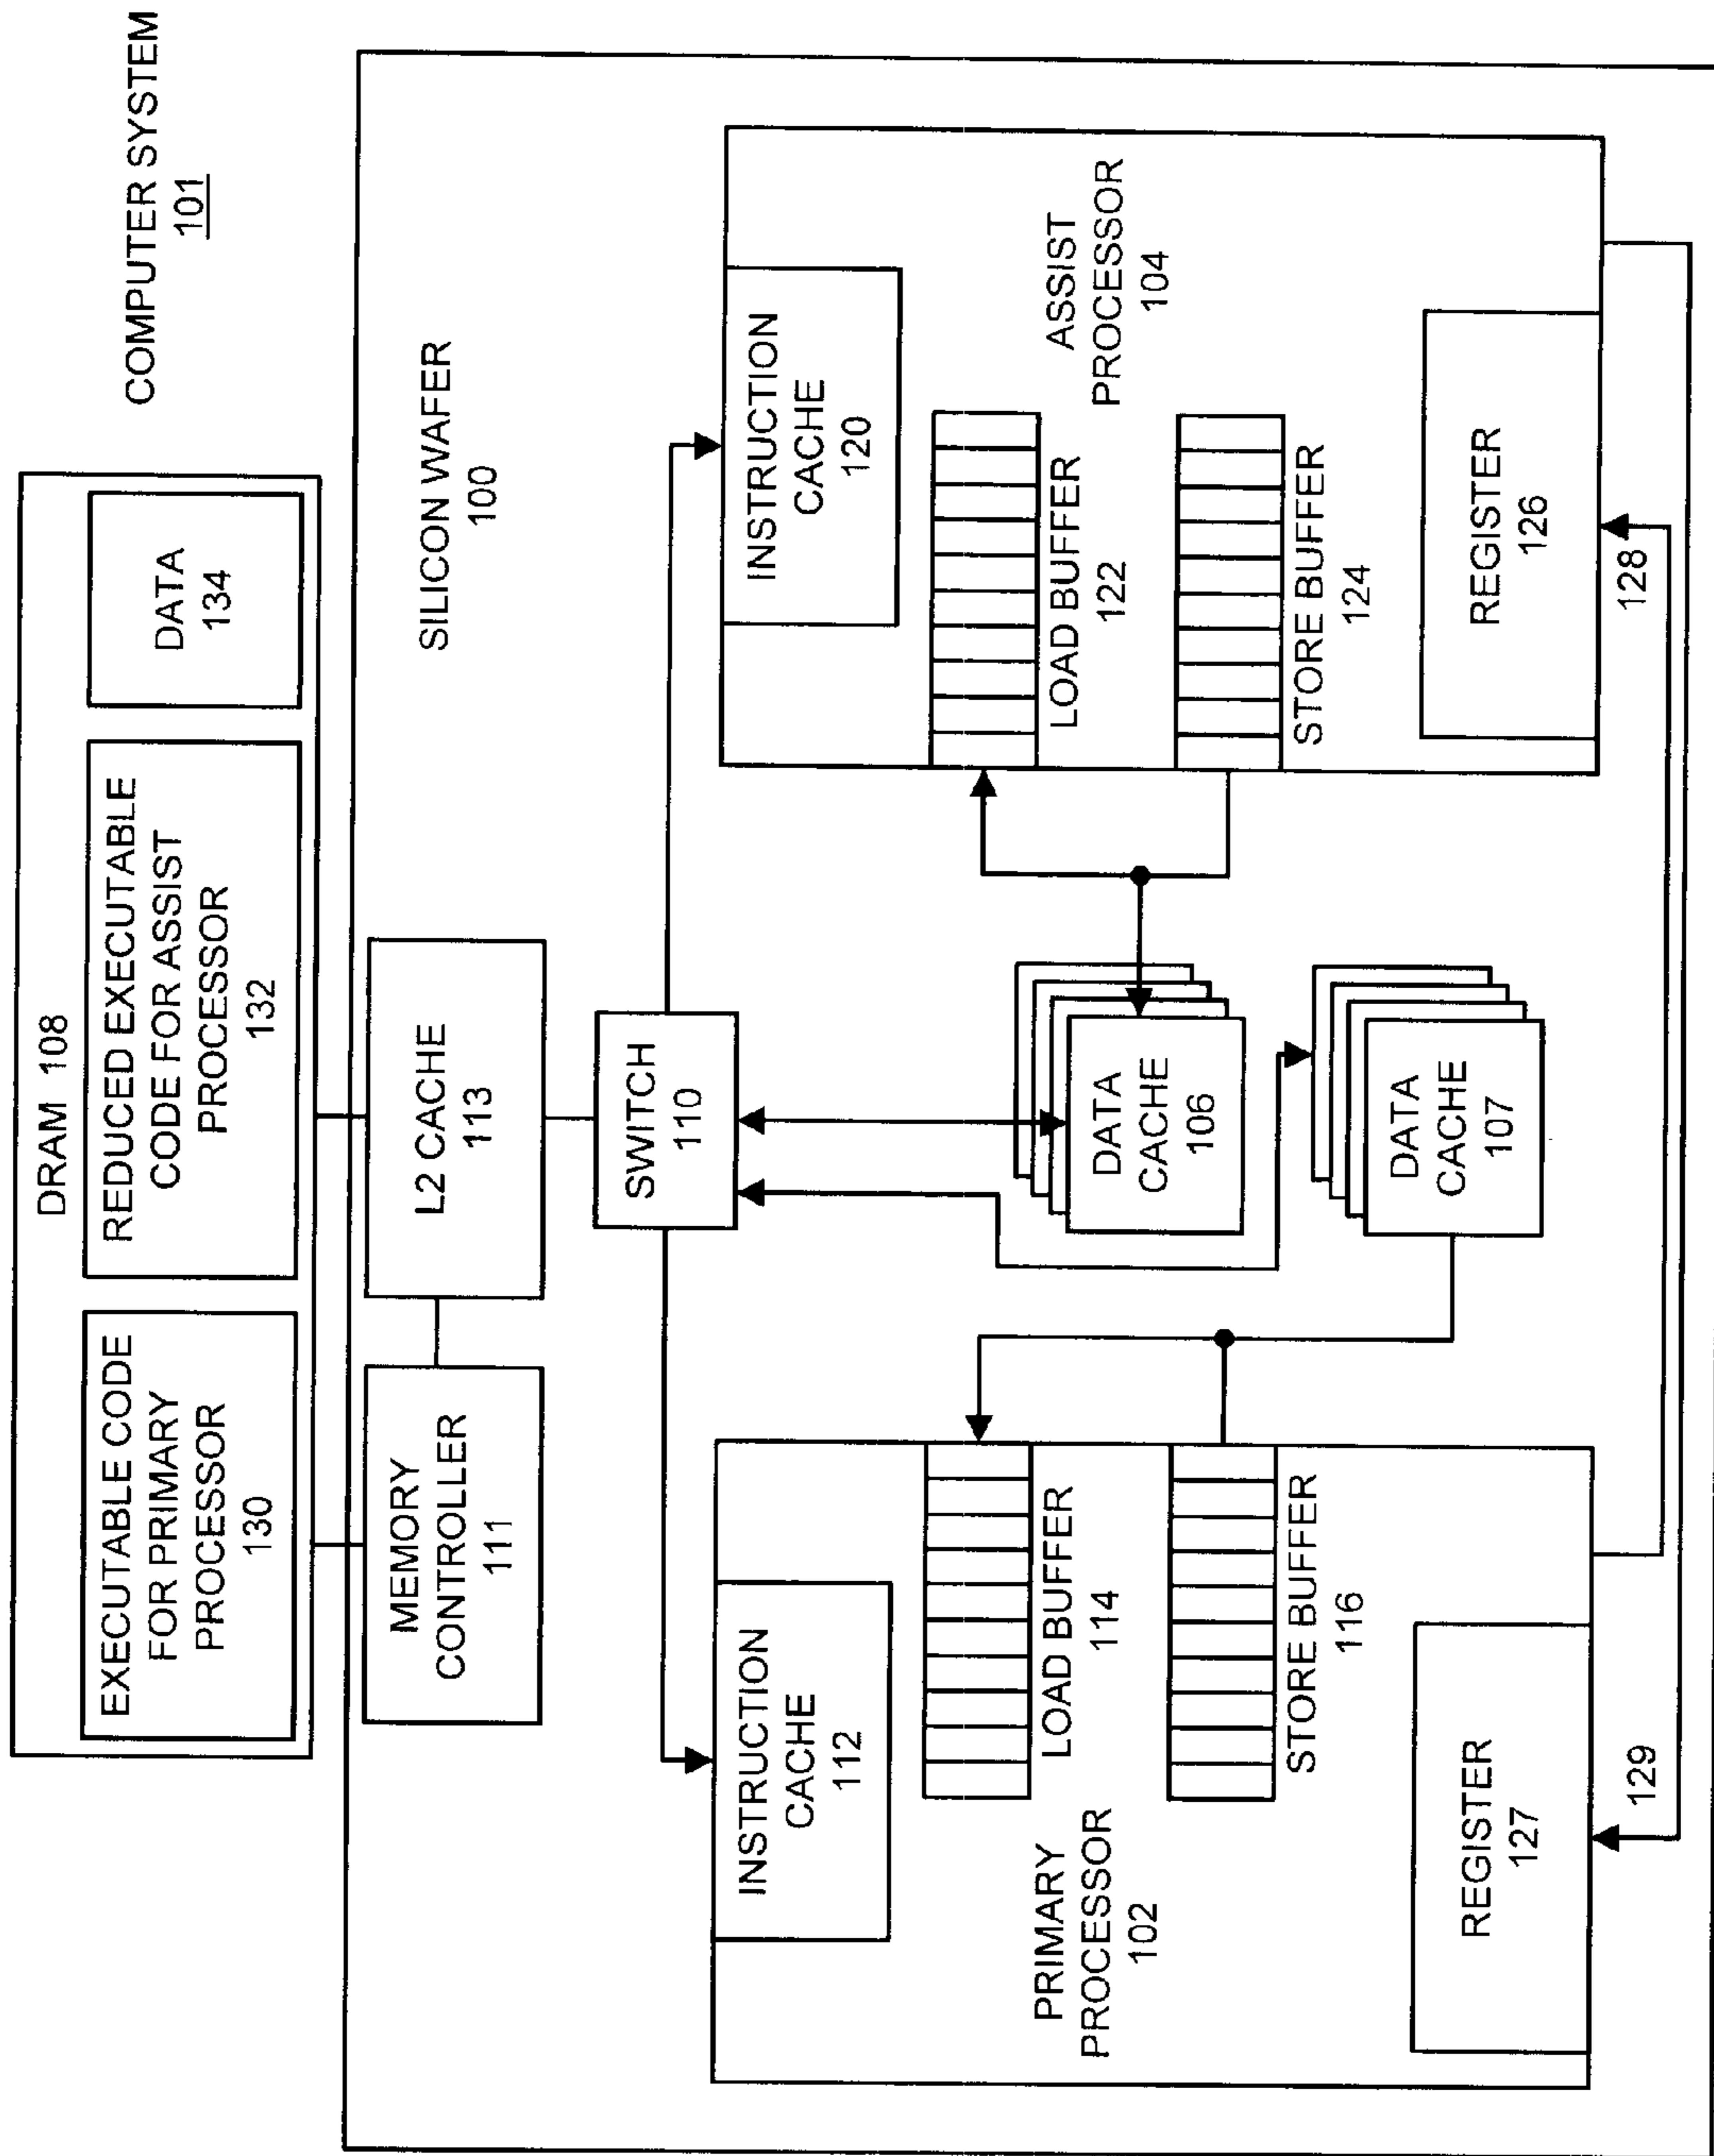 COMPUTER SYSTEM
101
DRAM 108
EXECUTABLE CODE
FOR PRIMARY
PROCESSOR
130
REDUCED EXECUTABLE
CODE FOR ASSIST
PROCESSOR
132
DATA
134
MEMORY
CONTROLLER
111
L2 CACHE
113
SILICON WAFER
100
SWITCH
110
INSTRUCTION
CACHE
112
LOAD BUFFER
114
PRIMARY
PROCESSOR
102
STORE BUFFER
116
REGISTER
127
129
DATA
CACHE
106
DATA
CACHE
107
INSTRUCTION
CACHE
120
LOAD BUFFER
122
ASSIST
PROCESSOR
104
STORE BUFFER
124
REGISTER
126
128